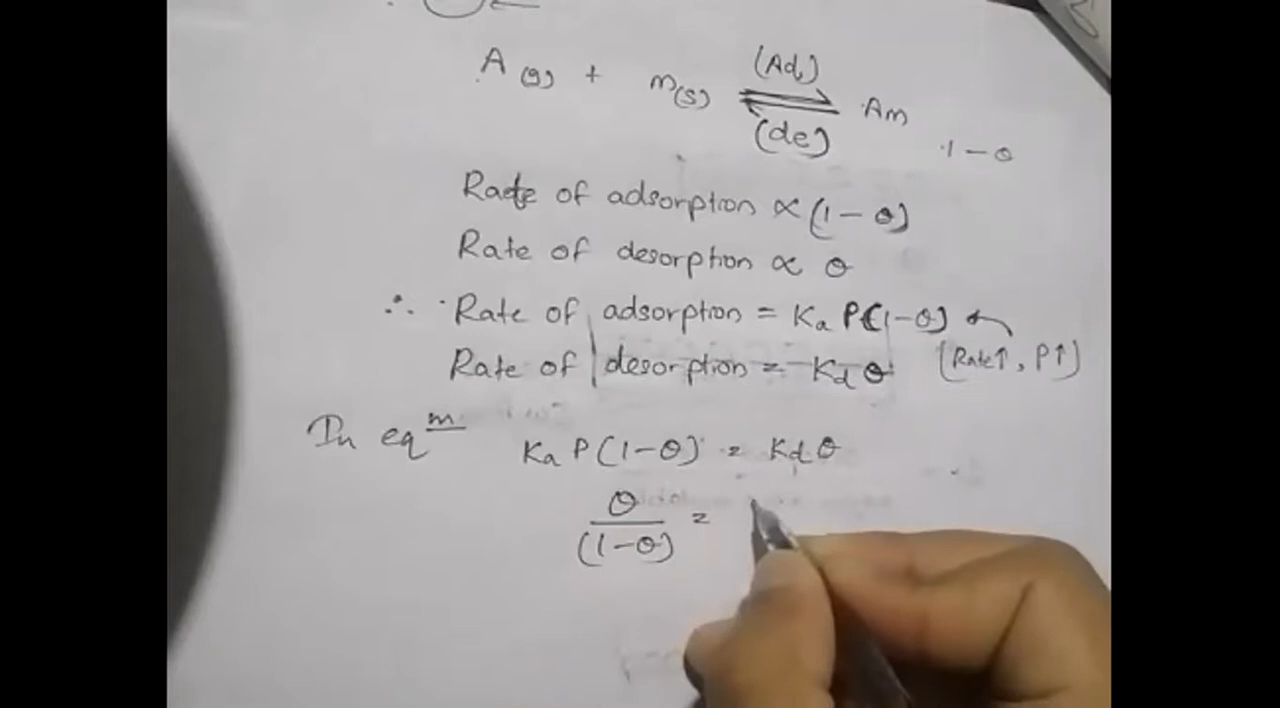 A (g) + m(s) ⇌ Am
(Ad)
(de)
1 - θ
Rate of adsorption ∝ (1 - θ)
Rate of desorption ∝ θ
∴ Rate of adsorption = Ka P(1-θ)
Rate of desorption = Kd θ [Rate↑, P↑]
In eqm Ka P(1-θ) = Kd θ
θ/(1-θ) =